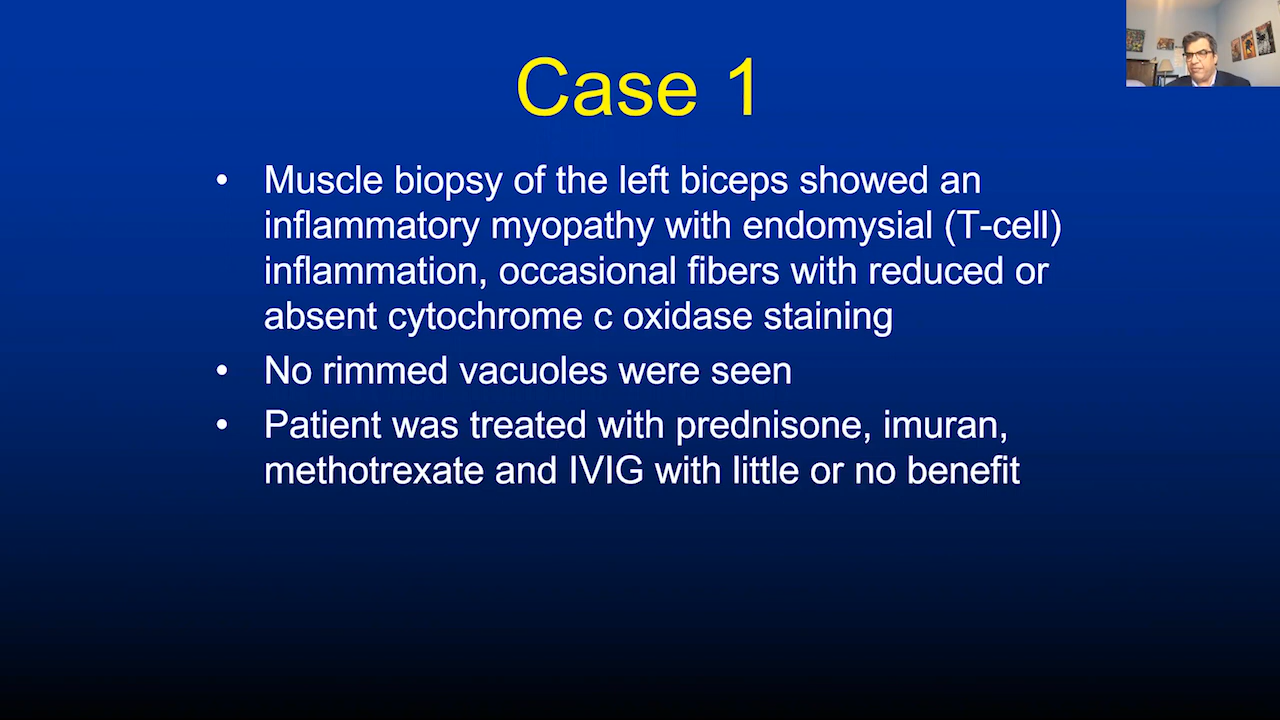 Case 1
• Muscle biopsy of the left biceps showed an
inflammatory myopathy with endomysial (T-cell)
inflammation, occasional fibers with reduced or
absent cytochrome c oxidase staining
• No rimmed vacuoles were seen
• Patient was treated with prednisone, imuran,
methotrexate and IVIG with little or no benefit